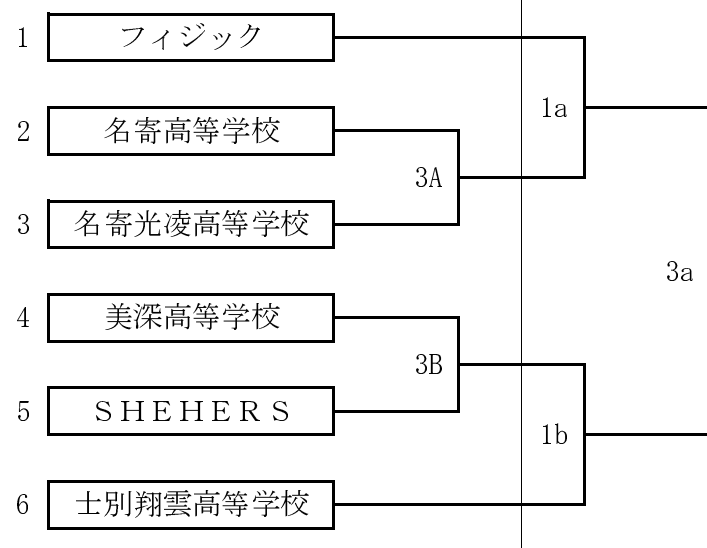 1 フィジック
1a
2 名寄高等学校
3A
3 名寄光凌高等学校
3a
4 美深高等学校
3B
5 ＳＨＥＨＥＲＳ
1b
6 士別翔雲高等学校